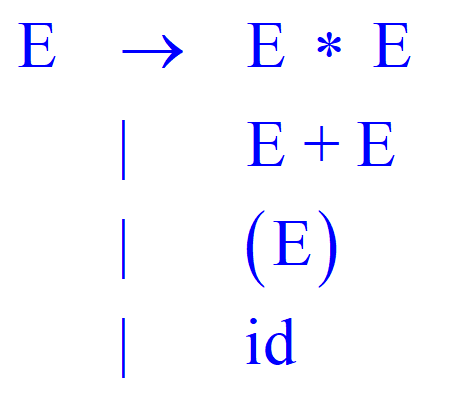 E → E * E
| E + E
| (E)
| id